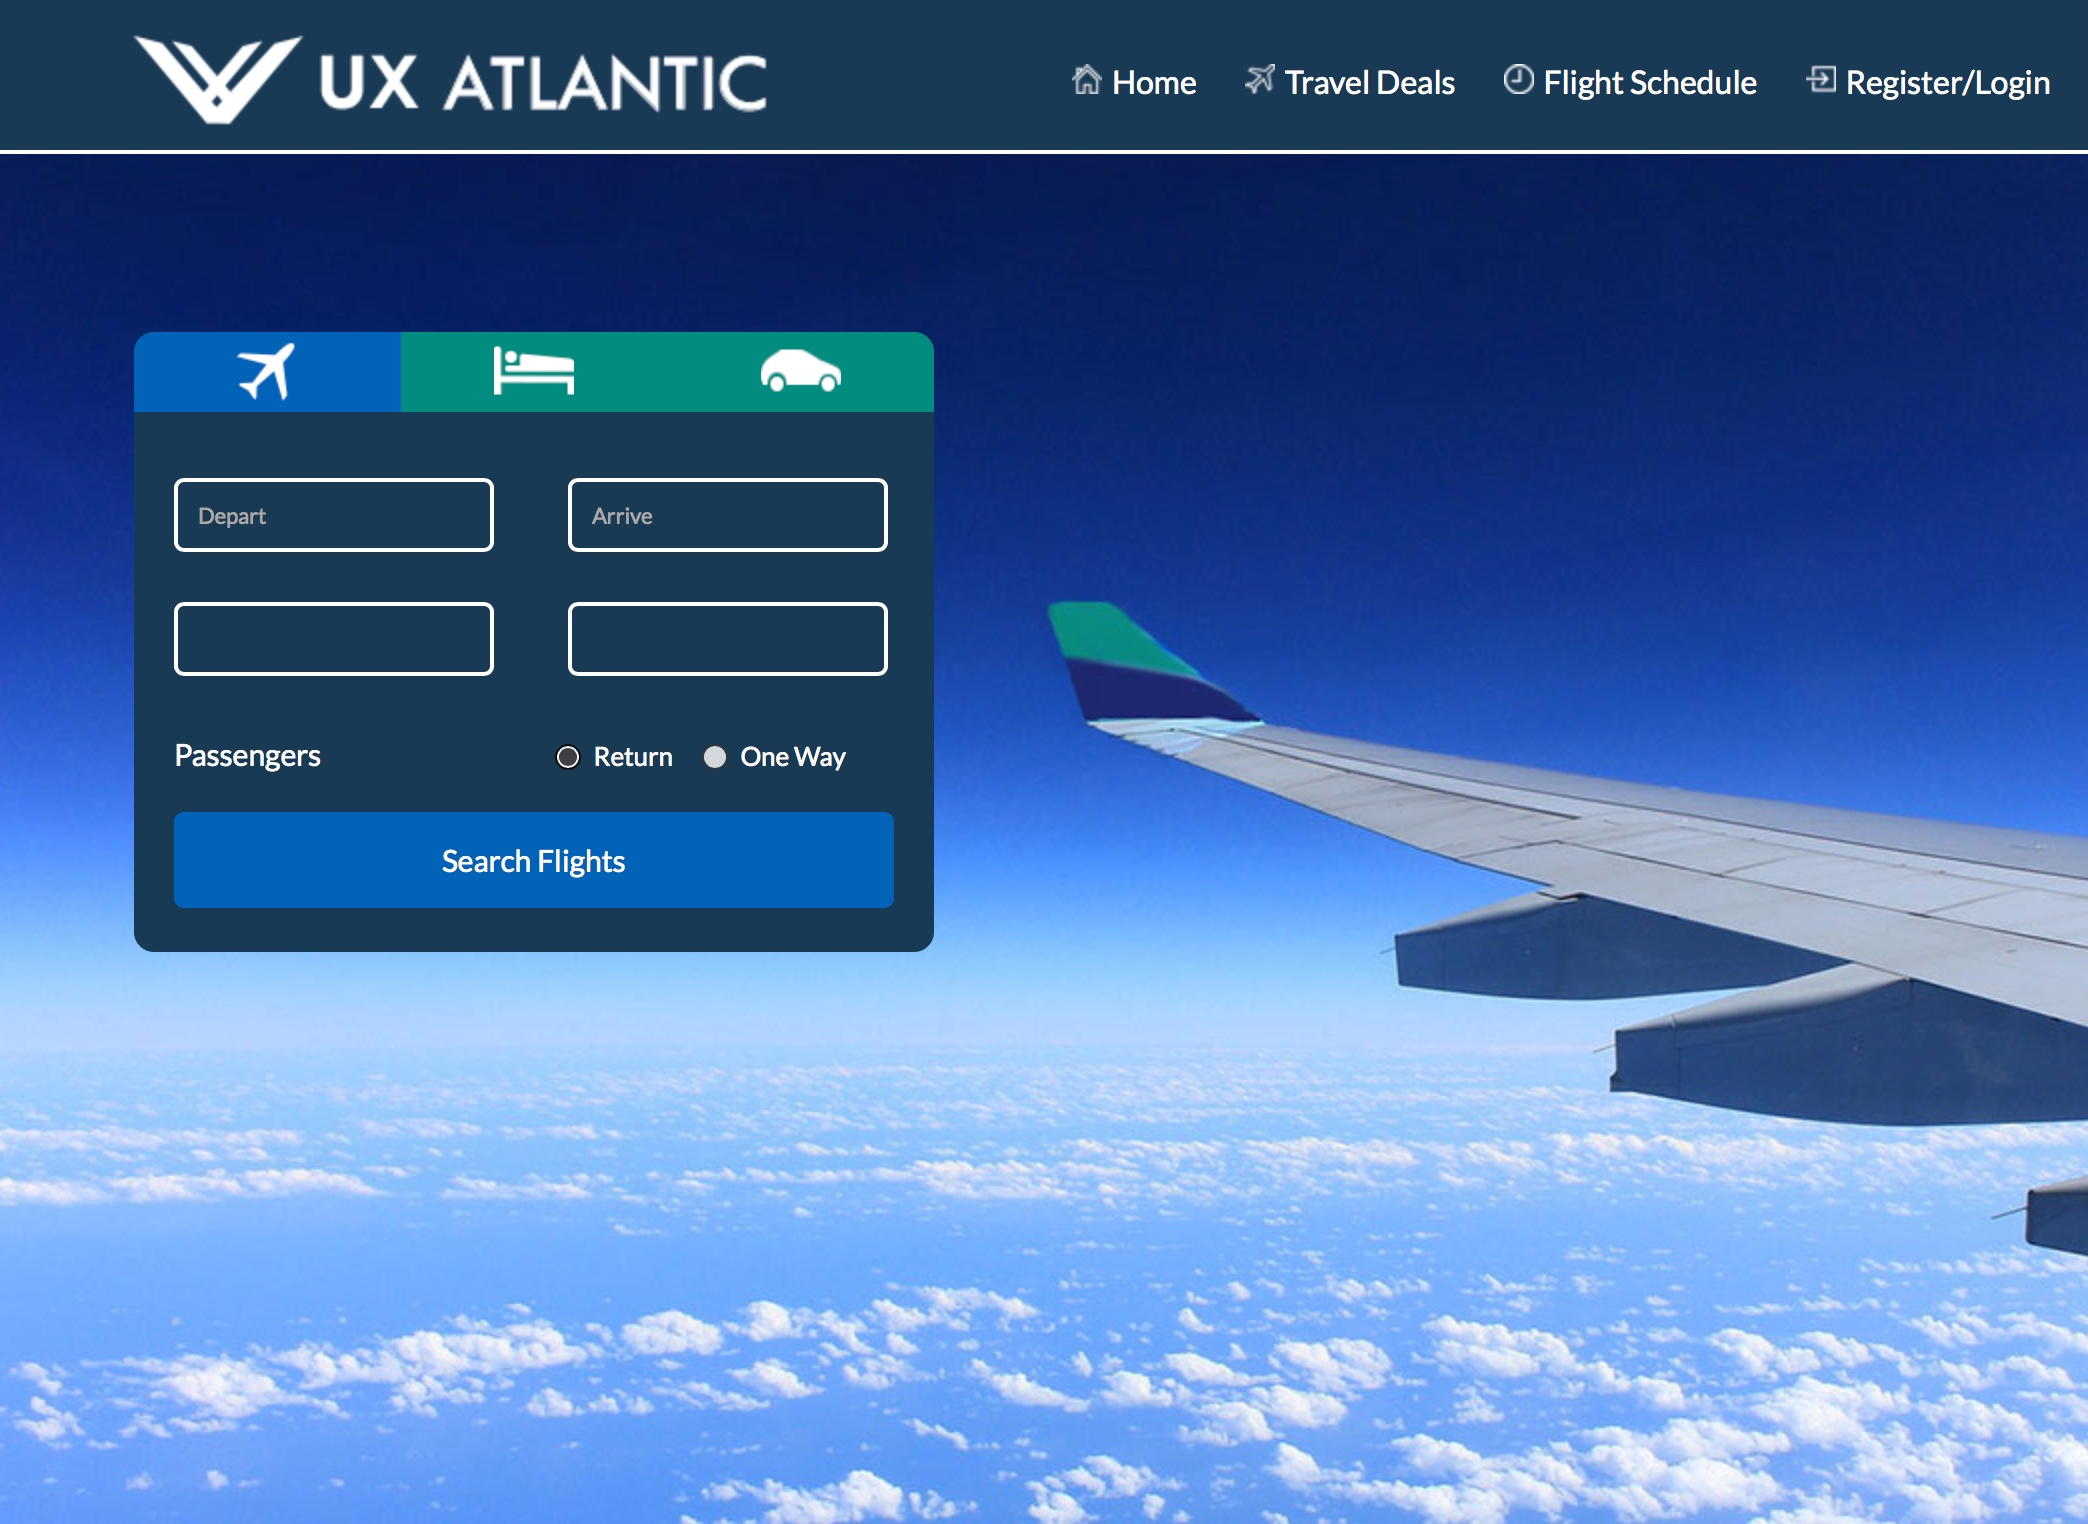 UX ATLANTIC
Home Travel Deals Flight Schedule Register/Login
Depart Arrive
Passengers Return One Way
Search Flights